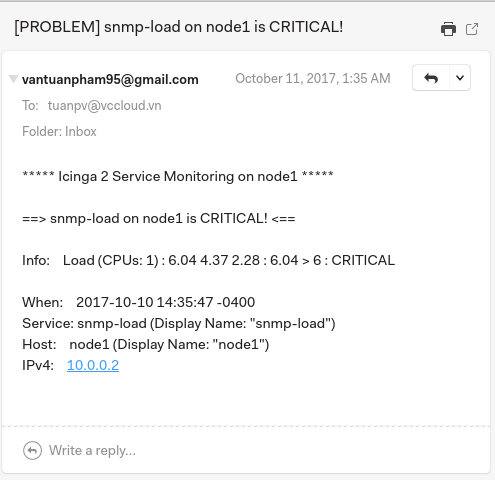 [PROBLEM] snmp-load on node1 is CRITICAL!
vantuanpham95@gmail.com October 11, 2017, 1:35 AM
To: tuanpv@vccloud.vn
Folder: Inbox
***** Icinga 2 Service Monitoring on node1 *****
==> snmp-load on node1 is CRITICAL! <==
Info: Load (CPUs: 1) : 6.04 4.37 2.28 : 6.04 > 6 : CRITICAL
When: 2017-10-10 14:35:47 -0400
Service: snmp-load (Display Name: "snmp-load")
Host: node1 (Display Name: "node1")
IPv4: 10.0.0.2
Write a reply...